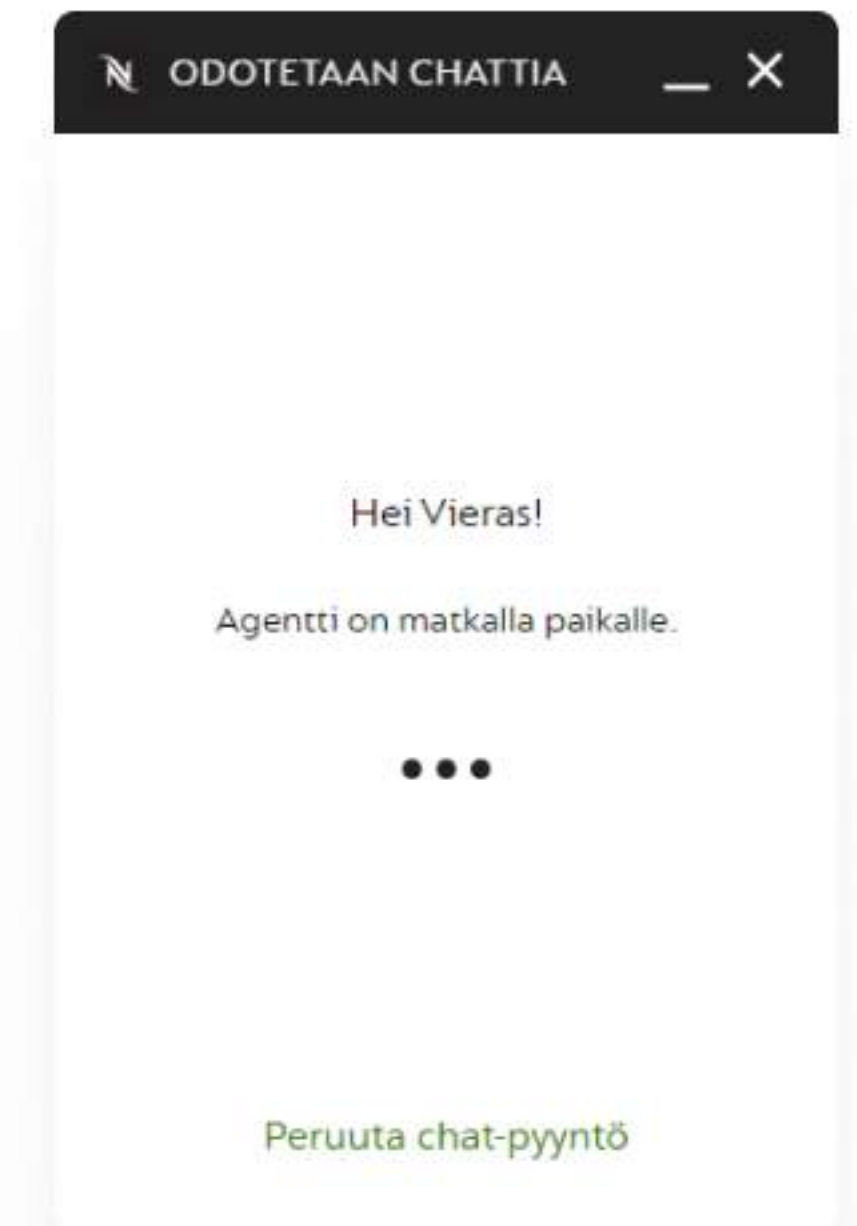 ODOTETAAN CHATTIA
Hei Vieras!
Agentti on matkalla paikalle.
Peruuta chat-pyyntö